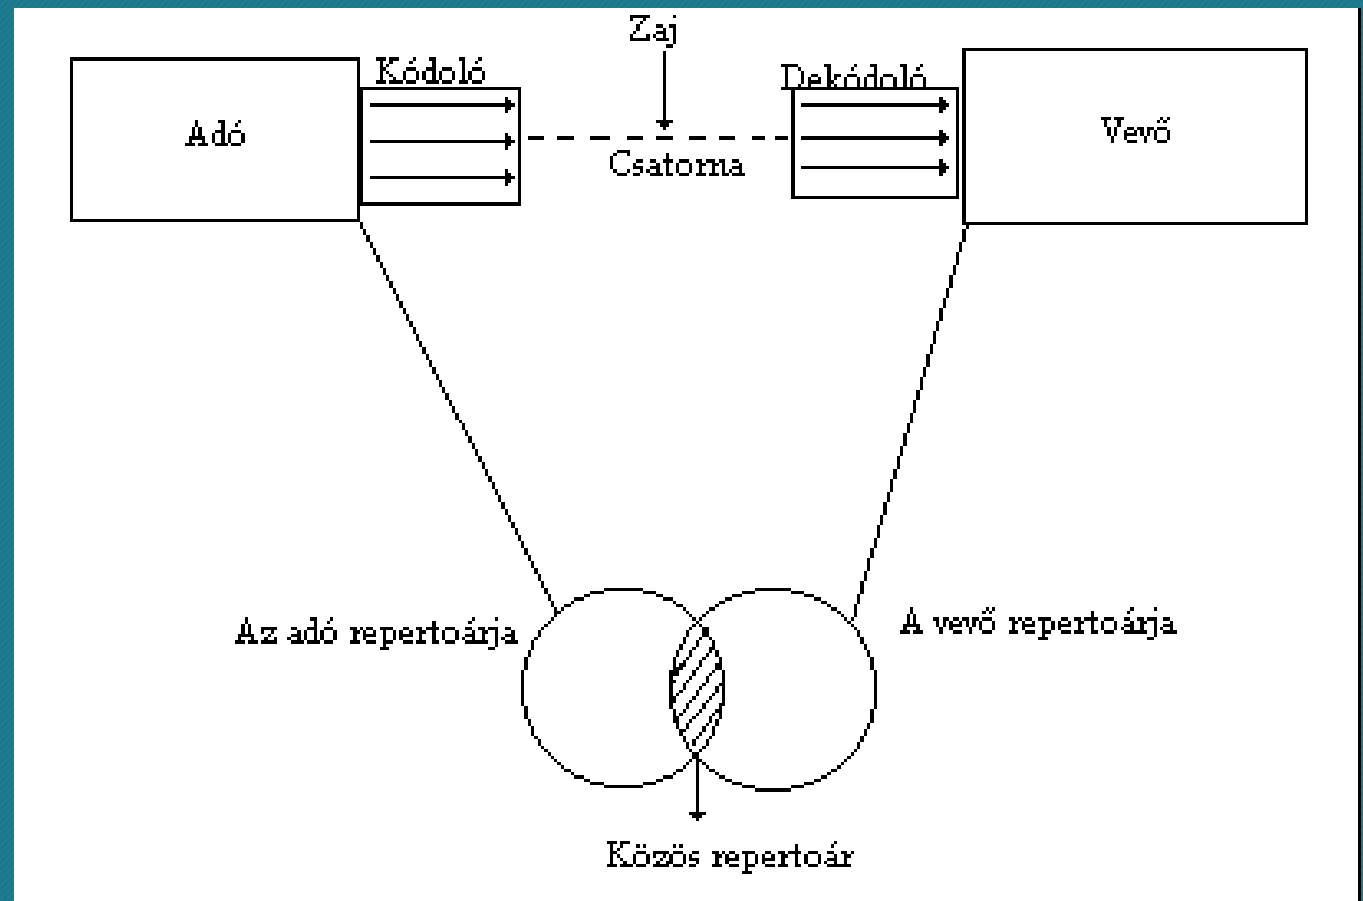 Zaj
Kódoló
Dekódoló
Adó
Vevő
Csatorna
Az adó repertoárja
A vevő repertoárja
Közös repertoár